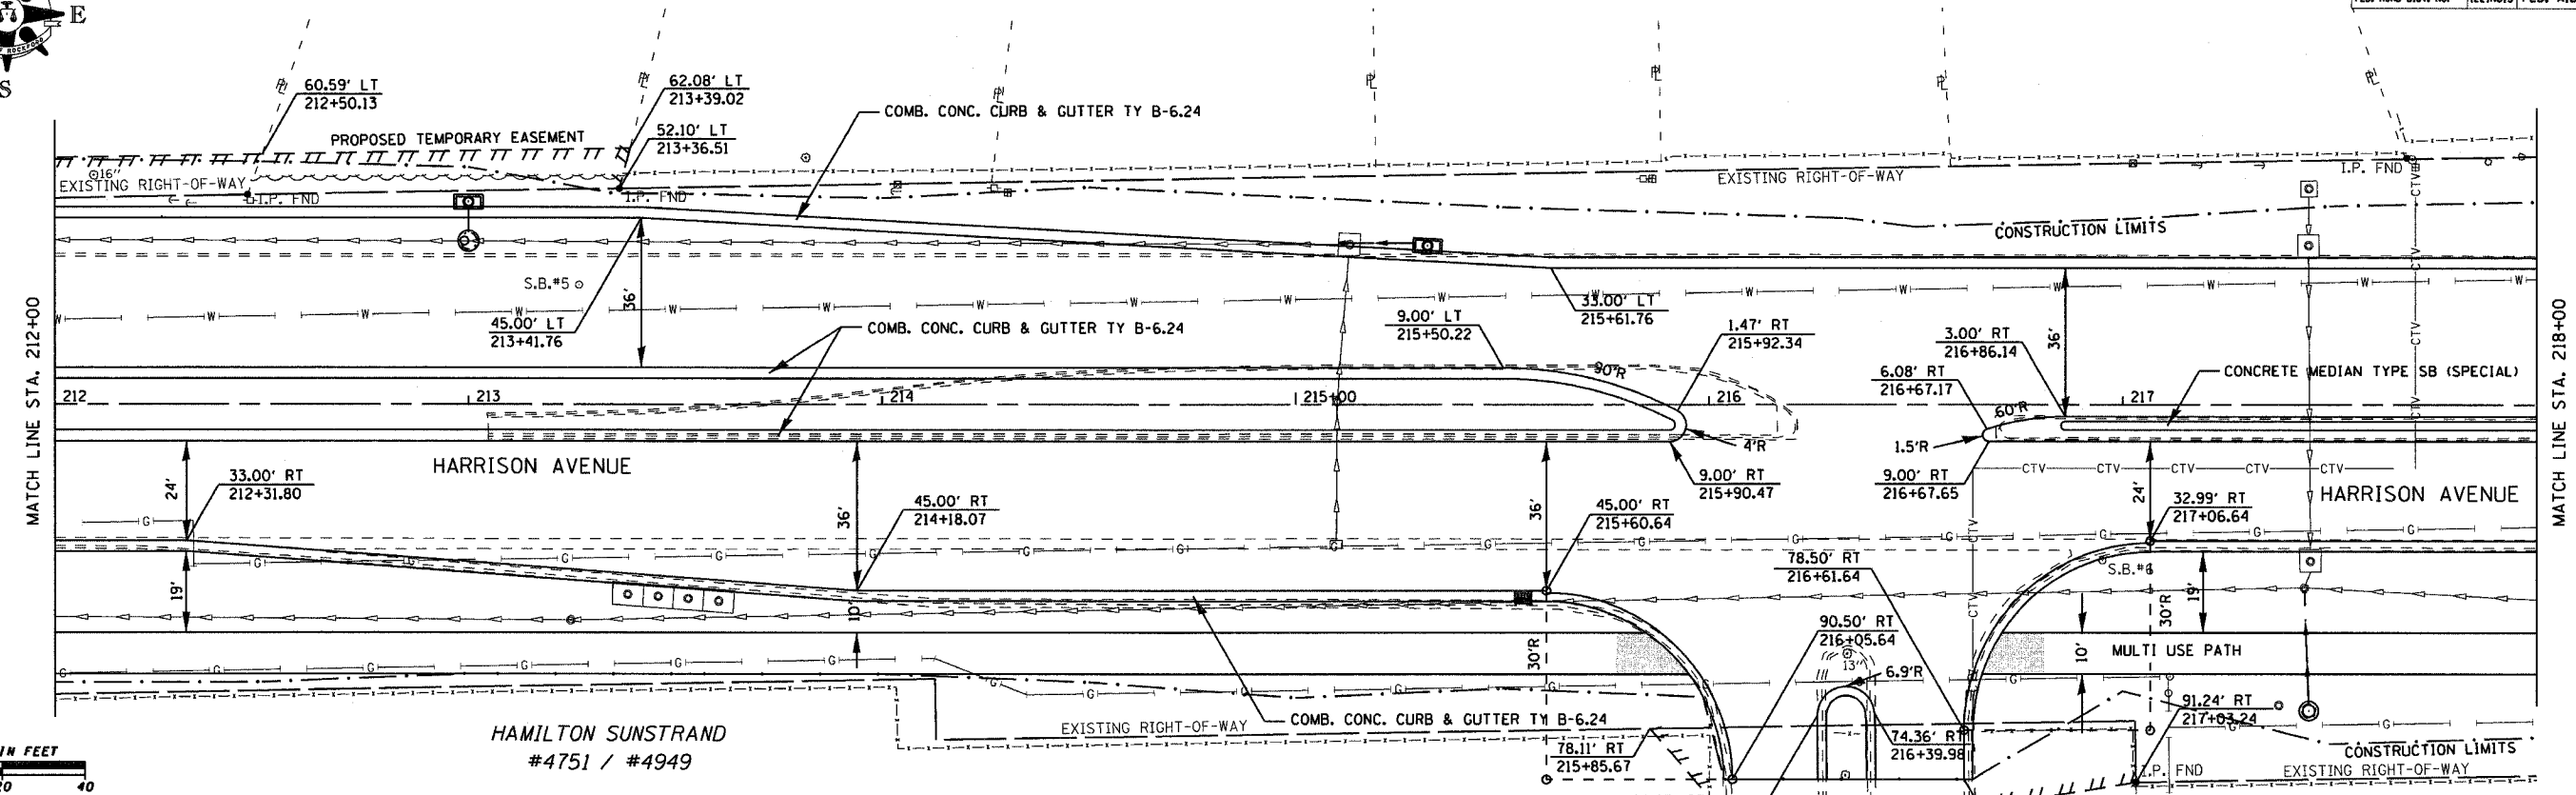 E
S
60.59' LT
212+50.13
62.08' LT
213+39.02
COMB. CONC. CURB & GUTTER TY B-6.24
PROPOSED TEMPORARY EASEMENT
52.10' LT
213+36.51
16"
EXISTING RIGHT-OF-WAY
I.P. FND
I.P. FND
EXISTING RIGHT-OF-WAY
I.P. FND
CONSTRUCTION LIMITS
S.B.#5
36'
45.00' LT
213+41.76
COMB. CONC. CURB & GUTTER TY B-6.24
9.00' LT
215+50.22
33.00' LT
215+61.76
1.47' RT
215+92.34
3.00' RT
216+86.14
36'
6.08' RT
216+67.17
CONCRETE MEDIAN TYPE SB (SPECIAL)
MATCH LINE STA. 212+00
MATCH LINE STA. 218+00
90'R
212
213
214
215+00
216
217
60'R
1.5'R
4'R
HARRISON AVENUE
HARRISON AVENUE
24'
33.00' RT
212+31.80
36'
45.00' RT
214+18.07
36'
45.00' RT
215+60.64
9.00' RT
215+90.47
9.00' RT
216+67.65
24'
32.99' RT
217+06.64
78.50' RT
216+61.64
S.B.#6
19'
10'
30'R
90.50' RT
216+05.64
13"
6.9'R
30'R
19'
10'
MULTI USE PATH
HAMILTON SUNSTRAND
#4751 / #4949
EXISTING RIGHT-OF-WAY
COMB. CONC. CURB & GUTTER TY B-6.24
78.11' RT
215+85.67
74.36' RT
216+39.98
91.24' RT
217+03.24
CONSTRUCTION LIMITS
I.P. FND
EXISTING RIGHT-OF-WAY
IN FEET
20 40